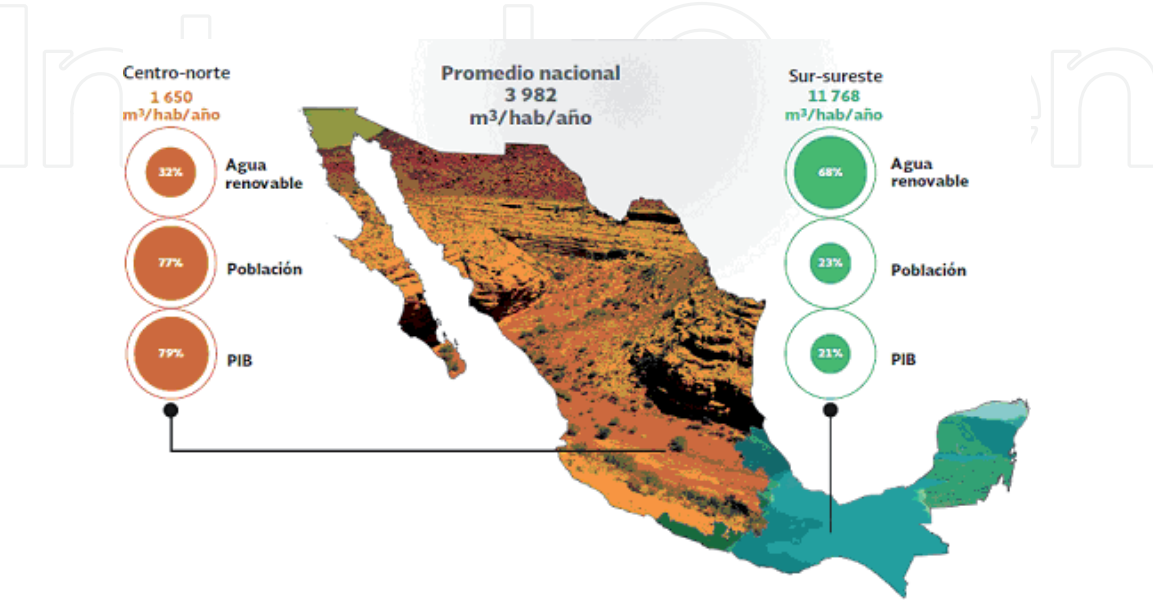 Centro-norte
1 650
m³/hab/año
32%
Agua
renovable
77%
Población
79%
PIB
Promedio nacional
3 982
m³/hab/año
Sur-sureste
11 768
m³/hab/año
68%
Agua
renovable
23%
Población
21%
PIB